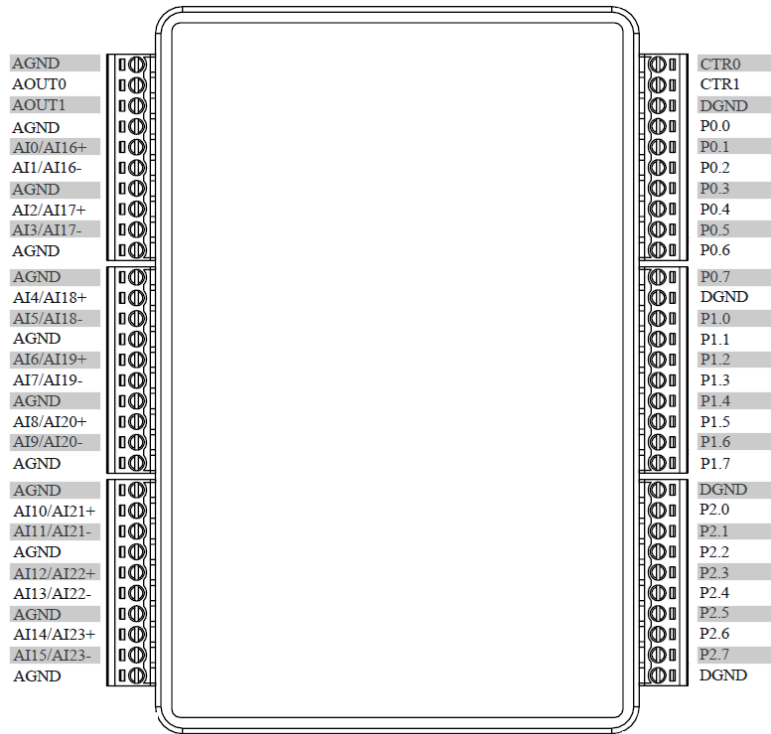 AGND
AOUT0
AOUT1
AGND
AI0/AI16+
AI1/AI16-
AGND
AI2/AI17+
AI3/AI17-
AGND
AGND
AI4/AI18+
AI5/AI18-
AGND
AI6/AI19+
AI7/AI19-
AGND
AI8/AI20+
AI9/AI20-
AGND
AGND
AI10/AI21+
AI11/AI21-
AGND
AI12/AI22+
AI13/AI22-
AGND
AI14/AI23+
AI15/AI23-
AGND
CTR0
CTR1
DGND
P0.0
P0.1
P0.2
P0.3
P0.4
P0.5
P0.6
P0.7
DGND
P1.0
P1.1
P1.2
P1.3
P1.4
P1.5
P1.6
P1.7
DGND
P2.0
P2.1
P2.2
P2.3
P2.4
P2.5
P2.6
P2.7
DGND